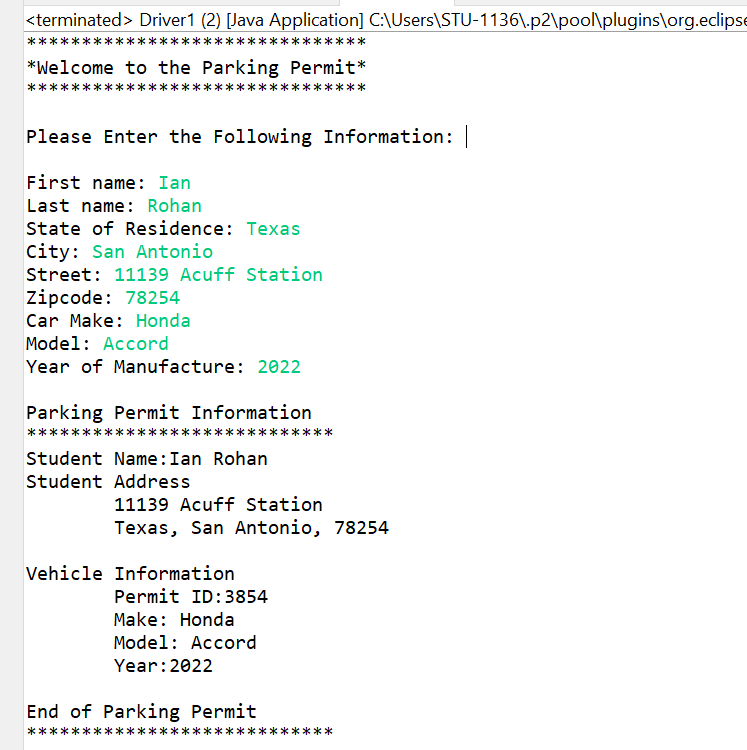 <terminated> Driver1 (2) [Java Application] C:\Users\STU-1136\.p2\pool\plugins\org.eclipse
*******************************
*Welcome to the Parking Permit*
*******************************
Please Enter the Following Information:
First name: Ian
Last name: Rohan
State of Residence: Texas
City: San Antonio
Street: 11139 Acuff Station
Zipcode: 78254
Car Make: Honda
Model: Accord
Year of Manufacture: 2022
Parking Permit Information
****************************
Student Name:Ian Rohan
Student Address
        11139 Acuff Station
        Texas, San Antonio, 78254
Vehicle Information
        Permit ID:3854
        Make: Honda
        Model: Accord
        Year:2022
End of Parking Permit
****************************